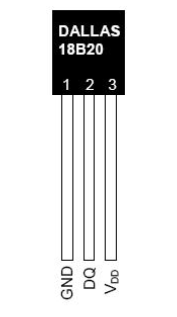 DALLAS
18B20
1 2 3
GND DQ VDD